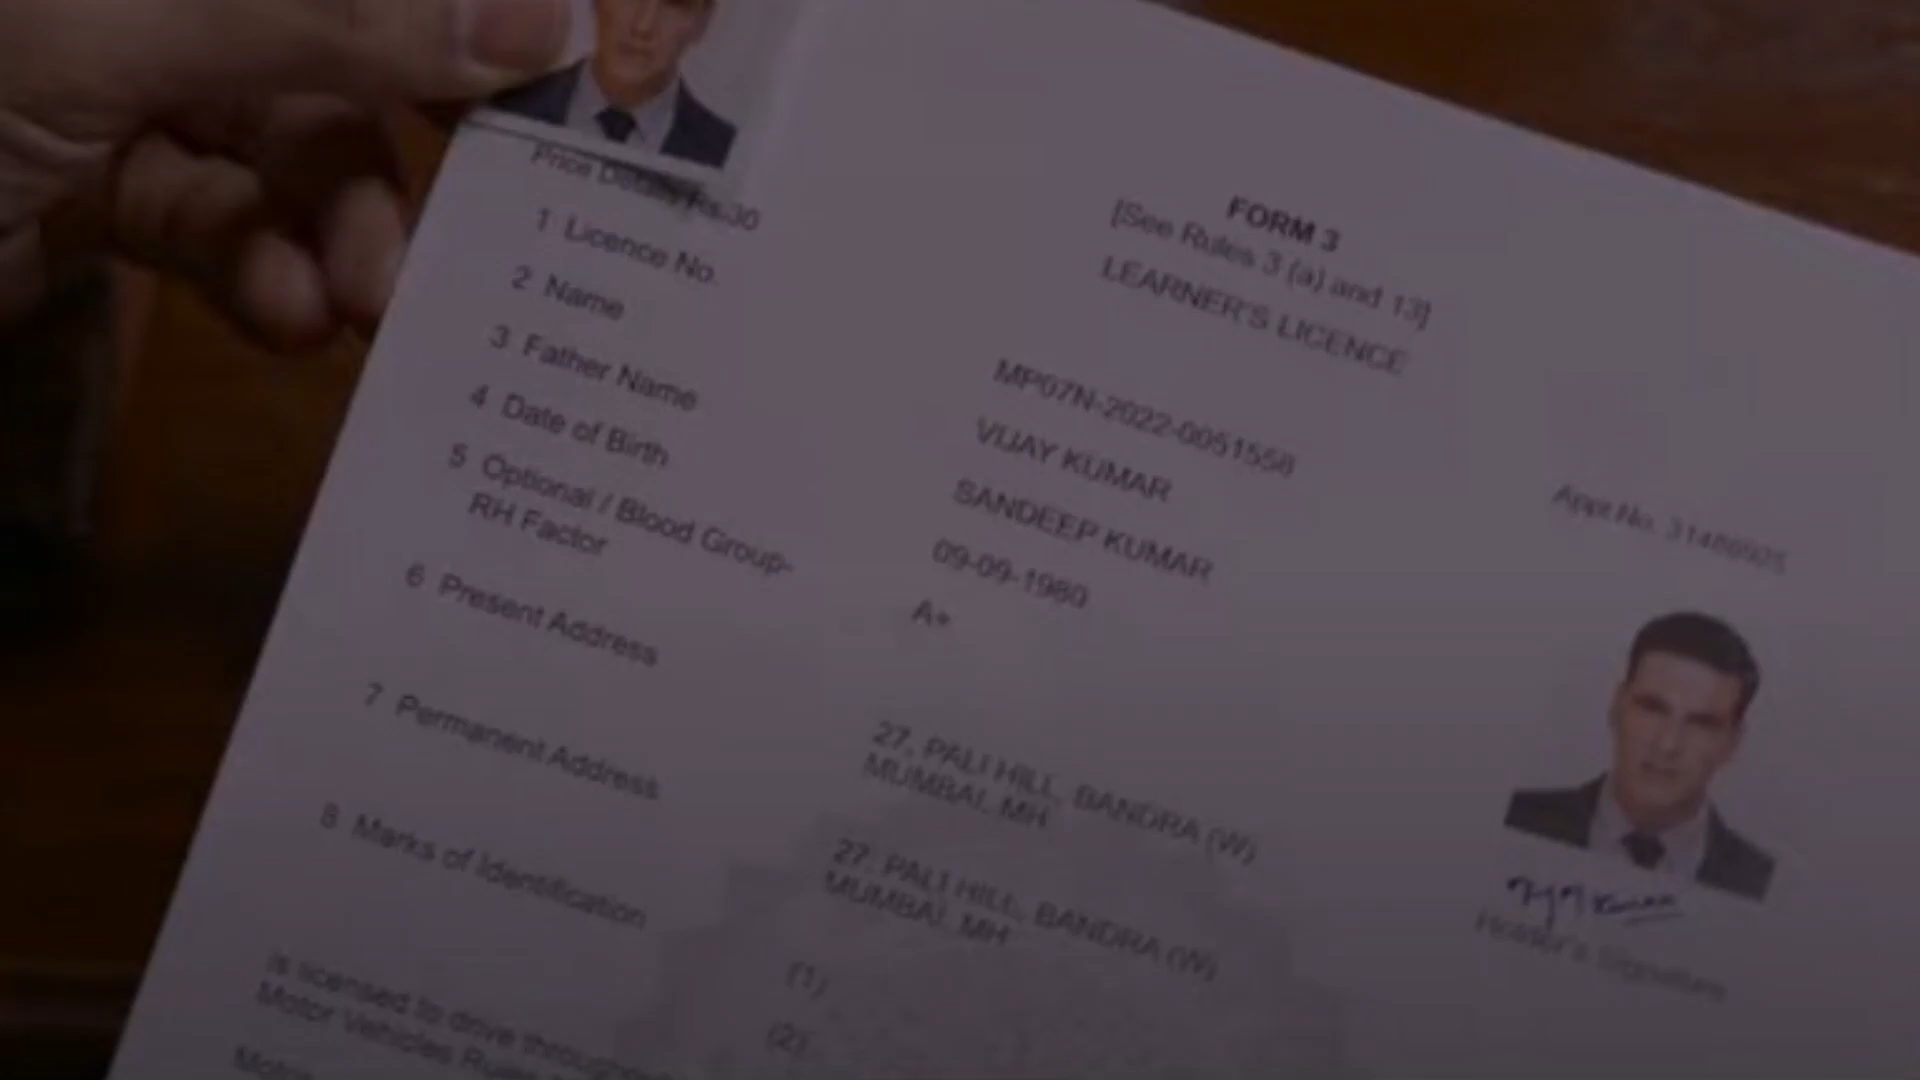 Price Details Rs.30
FORM 3
[See Rules 3 (a) and 13]
LEARNER'S LICENCE
1 Licence No. MP07N-2022-0051558
2 Name VIJAY KUMAR
3 Father Name SANDEEP KUMAR
4 Date of Birth 09-09-1980
5 Optional / Blood Group- A+
RH Factor
Appt.No.
6 Present Address 27, PALI HILL, BANDRA (W)
MUMBAI, MH
7 Permanent Address 27, PALI HILL, BANDRA (W)
MUMBAI, MH
8 Marks of Identification (1)
(2)
Holder's Signature
is licensed to drive
Motor Vehicles